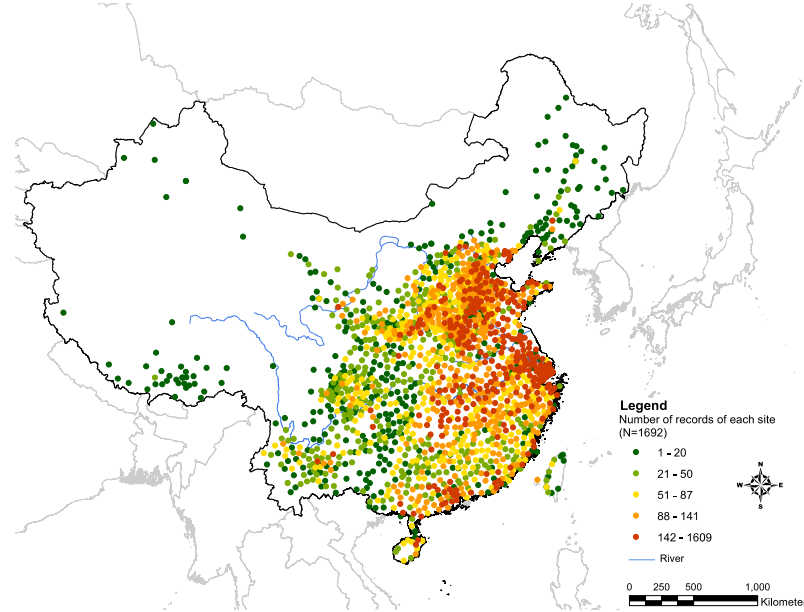 Legend
Number of records of each site
(N=1692)
1 - 20
21 - 50
51 - 87
88 - 141
142 - 1609
River
N
W E
S
0 250 500 1,000
Kilomete